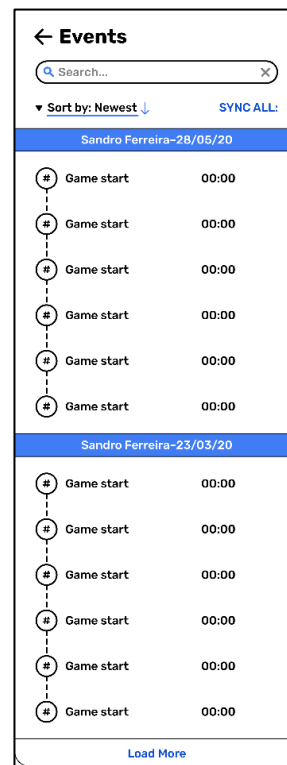 ← Events
Search...
Sort by: Newest ↓ SYNC ALL:
Sandro Ferreira-28/05/20
# Game start 00:00
# Game start 00:00
# Game start 00:00
# Game start 00:00
# Game start 00:00
# Game start 00:00
Sandro Ferreira-23/03/20
# Game start 00:00
# Game start 00:00
# Game start 00:00
# Game start 00:00
# Game start 00:00
# Game start 00:00
Load More